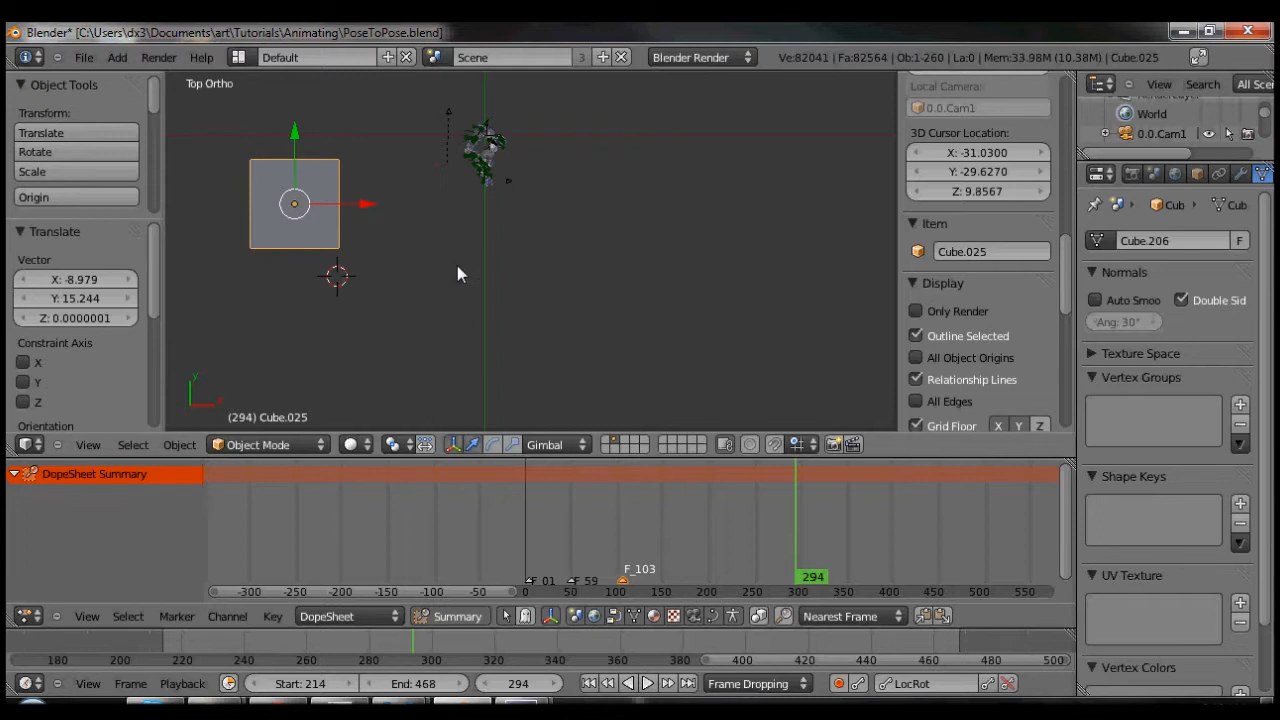 Blender* [C:\Users\dx3\Documents\art\Tutorials\Animating\PoseToPose.blend]
File Add Render Help Default Scene 3 Blender Render Ve:82041 | Fa:82564 | Ob:1-260 | La:0 | Mem:33.98M (10.38M) | Cube.025
Object Tools
Transform:
Translate
Rotate
Scale
Origin
Translate
Vector
X: -8.979
Y: 15.244
Z: 0.0000001
Constraint Axis
X
Y
Z
Orientation
Top Ortho
y
x
(294) Cube.025
Local Camera:
0.0.Cam1
3D Cursor Location:
X: -31.0300
Y: -29.6270
Z: 9.8567
Item
Cube.025
Display
Only Render
Outline Selected
All Object Origins
Relationship Lines
All Edges
Grid Floor X Y Z
View Search All Sce
World
0.0.Cam1
Cub Cub
Cube.206 F
Normals
Auto Smoo Double Sid
Ang: 30°
Texture Space
Vertex Groups
Shape Keys
UV Texture
Vertex Colors
View Select Object Object Mode Gimbal
DopeSheet Summary
F_01 F_59 F_103 294
-300 -250 -200 -150 -100 -50 0 50 100 150 200 250 300 350 400 450 500 550
View Select Marker Channel Key DopeSheet Summary Nearest Frame
180 200 220 240 260 280 300 320 340 360 380 400 420 440 460 480 500
View Frame Playback Start: 214 End: 468 294 Frame Dropping LocRot